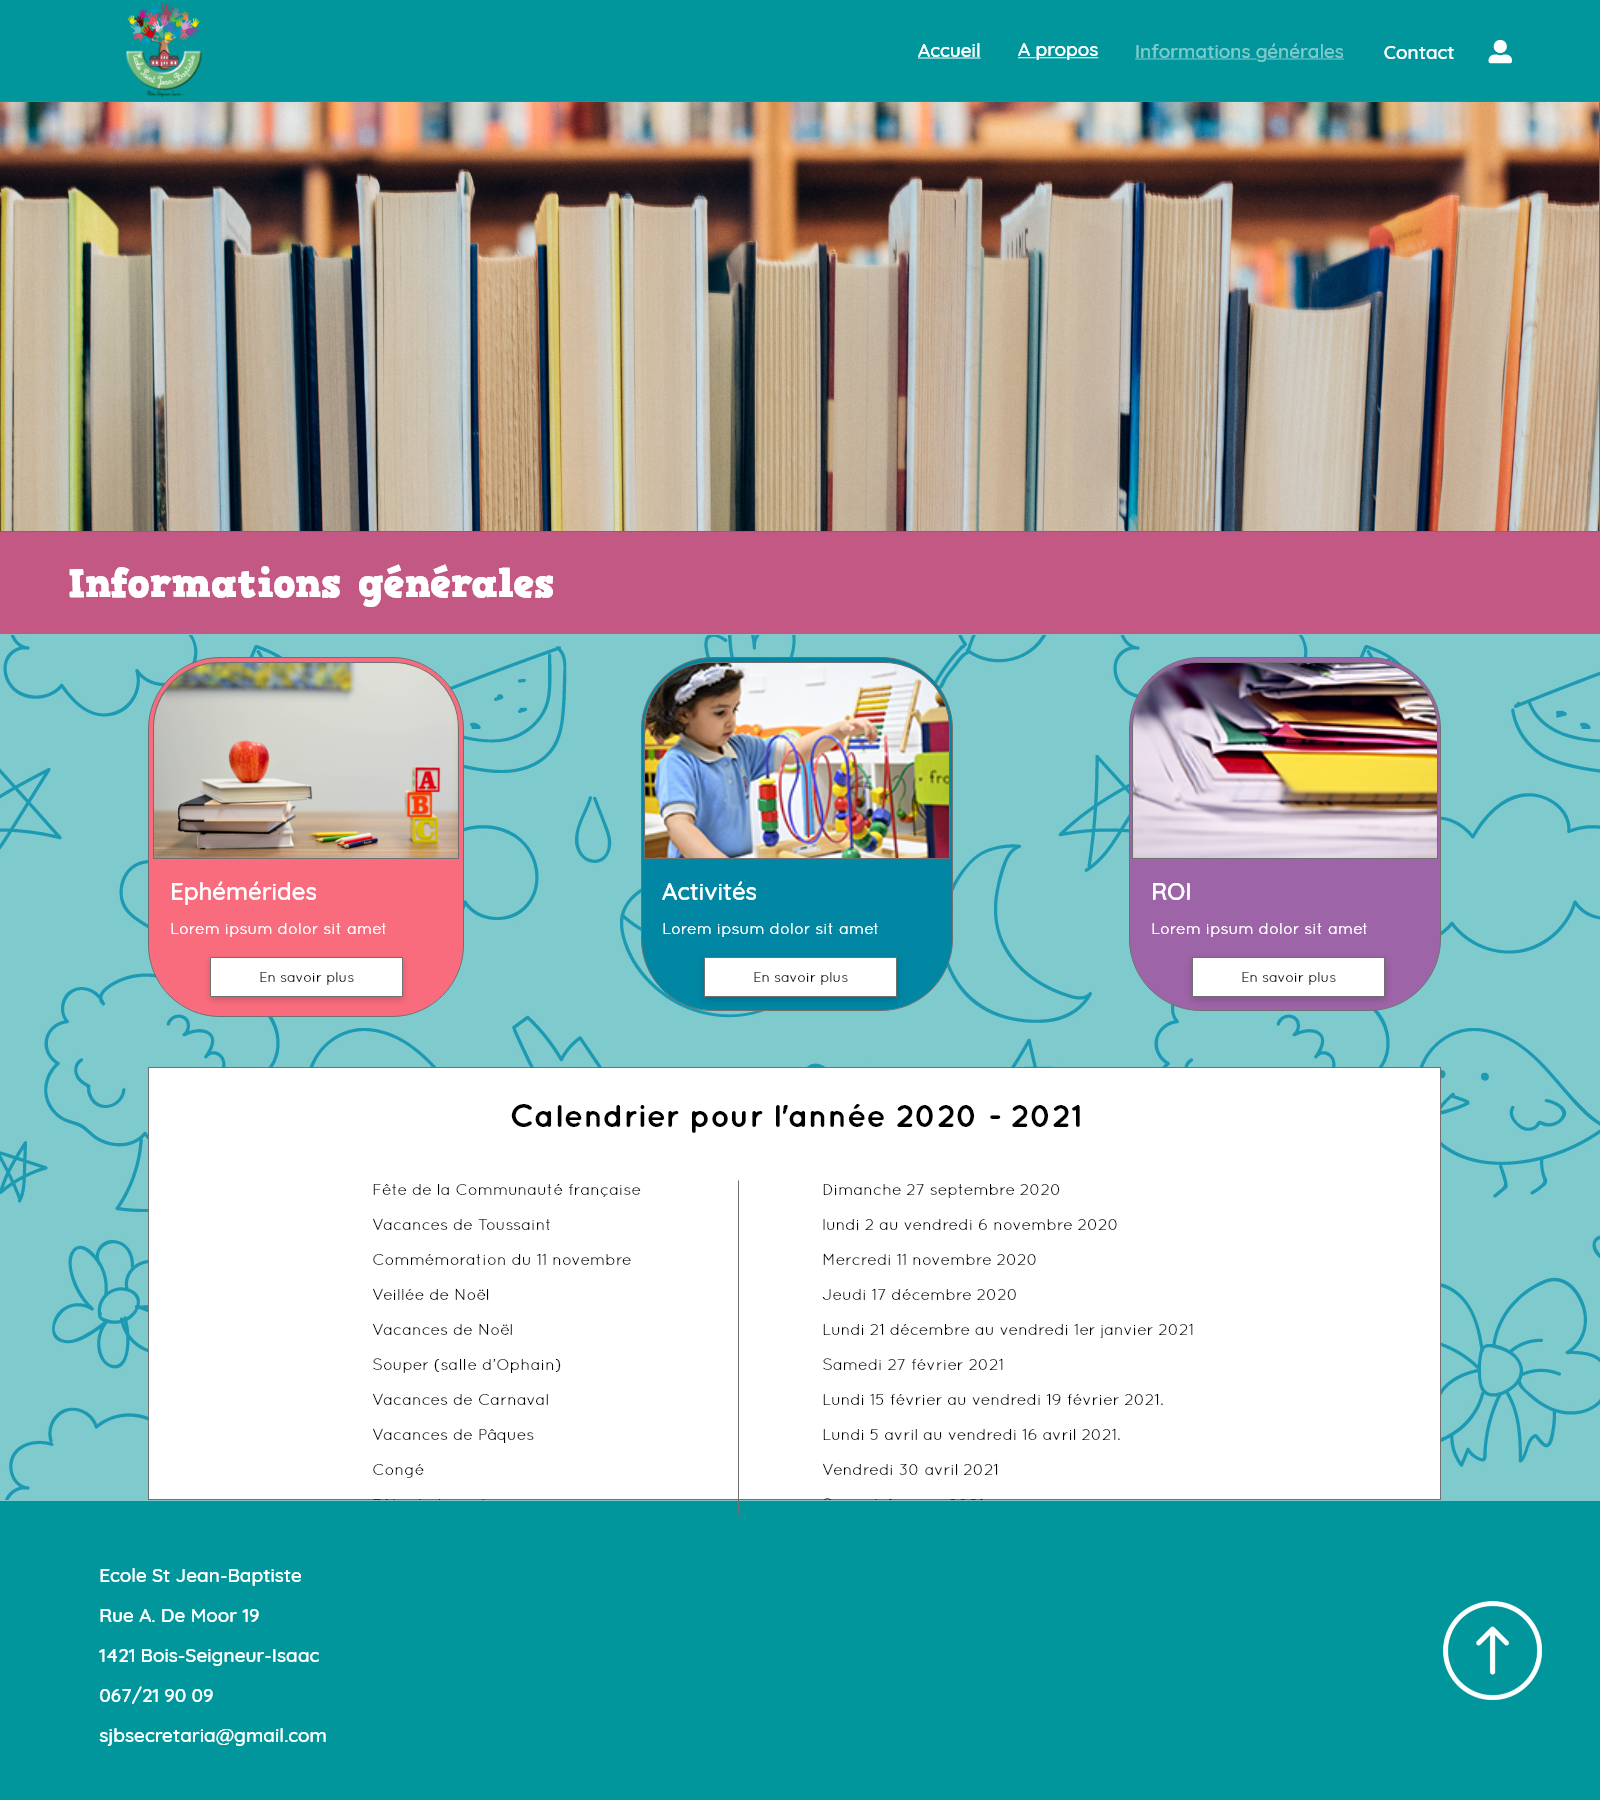 Ecole Saint Jean-Baptiste
Accueil A propos Informations générales Contact
Informations générales
A
B
C
Ephémérides
Lorem ipsum dolor sit amet
En savoir plus
Activités
Lorem ipsum dolor sit amet
En savoir plus
ROI
Lorem ipsum dolor sit amet
En savoir plus
Calendrier pour l'année 2020 - 2021
Fête de la Communauté française Dimanche 27 septembre 2020
Vacances de Toussaint lundi 2 au vendredi 6 novembre 2020
Commémoration du 11 novembre Mercredi 11 novembre 2020
Veillée de Noël Jeudi 17 décembre 2020
Vacances de Noël Lundi 21 décembre au vendredi 1er janvier 2021
Souper (salle d'Ophain) Samedi 27 février 2021
Vacances de Carnaval Lundi 15 février au vendredi 19 février 2021.
Vacances de Pâques Lundi 5 avril au vendredi 16 avril 2021.
Congé Vendredi 30 avril 2021
Ecole St Jean-Baptiste
Rue A. De Moor 19
1421 Bois-Seigneur-Isaac
067/21 90 09
sjbsecretaria@gmail.com